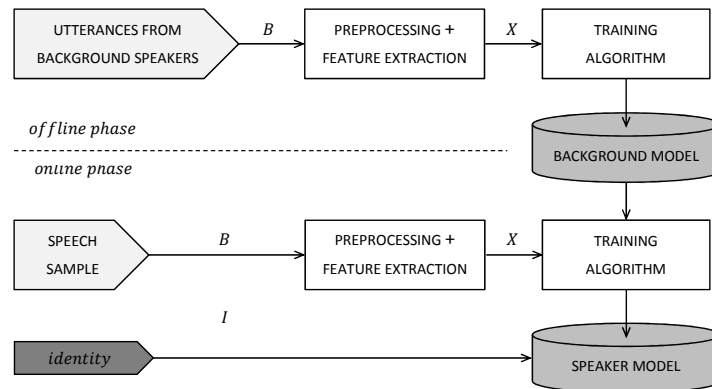 UTTERANCES FROM
BACKGROUND SPEAKERS
B
PREPROCESSING +
FEATURE EXTRACTION
X
TRAINING
ALGORITHM
offline phase
online phase
BACKGROUND MODEL
SPEECH
SAMPLE
B
PREPROCESSING +
FEATURE EXTRACTION
X
TRAINING
ALGORITHM
I
identity
SPEAKER MODEL